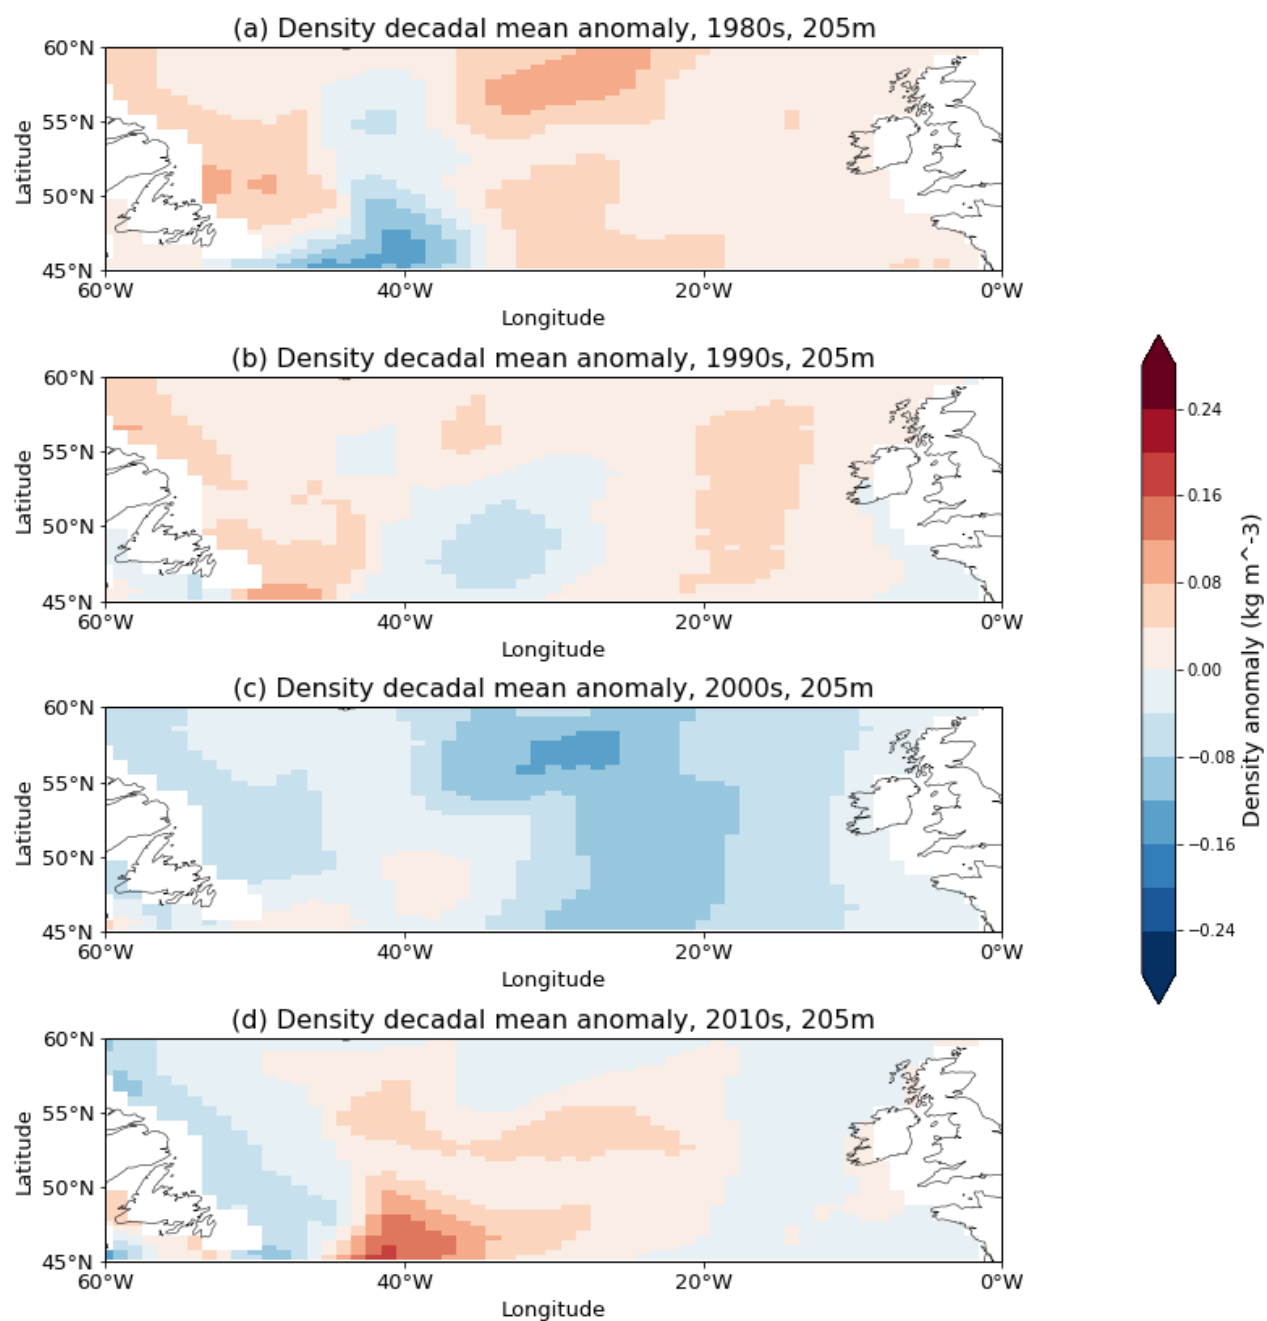 (a) Density decadal mean anomaly, 1980s, 205m
60°N
55°N
50°N
45°N
Latitude
60°W 40°W 20°W 0°W
Longitude
(b) Density decadal mean anomaly, 1990s, 205m
60°N
55°N
50°N
45°N
Latitude
60°W 40°W 20°W 0°W
Longitude
(c) Density decadal mean anomaly, 2000s, 205m
60°N
55°N
50°N
45°N
Latitude
60°W 40°W 20°W 0°W
Longitude
(d) Density decadal mean anomaly, 2010s, 205m
60°N
55°N
50°N
45°N
Latitude
60°W 40°W 20°W 0°W
Longitude
0.24
0.16
0.08
0.00
−0.08
−0.16
−0.24
Density anomaly (kg m^-3)